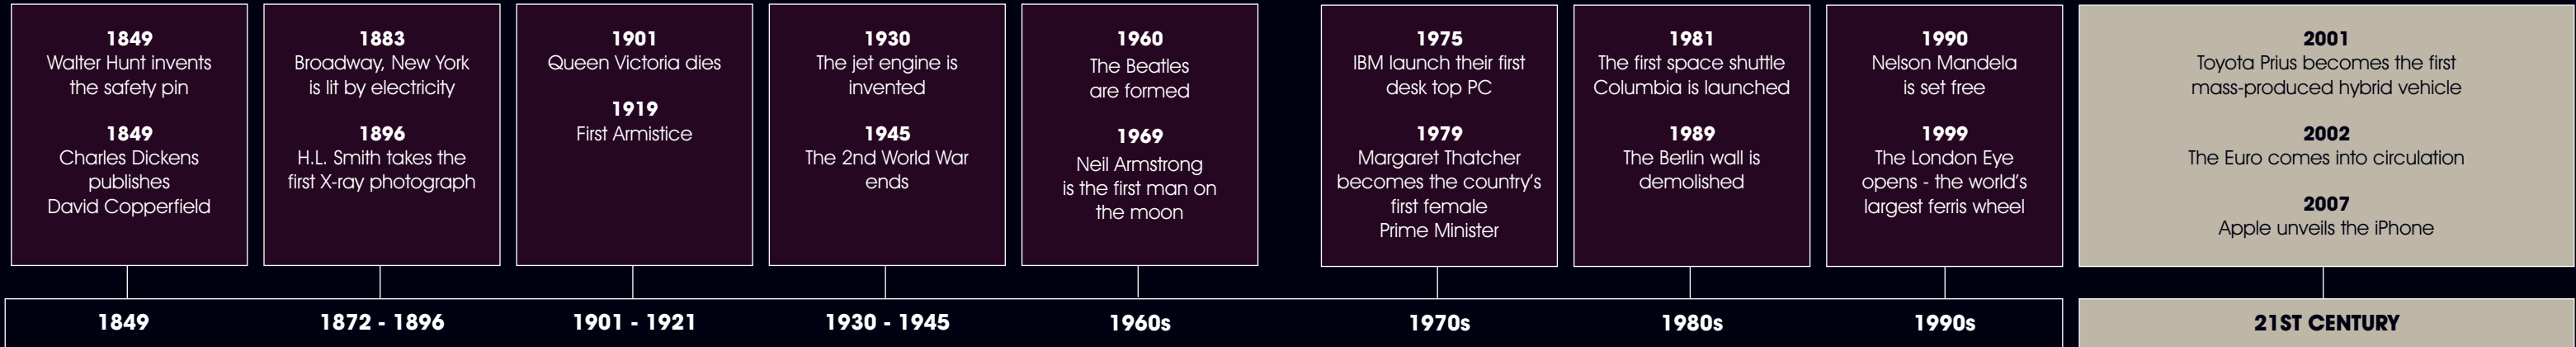 1849
Walter Hunt invents
the safety pin
1849
Charles Dickens
publishes
David Copperfield
1883
Broadway, New York
is lit by electricity
1896
H.L. Smith takes the
first X-ray photograph
1901
Queen Victoria dies
1919
First Armistice
1930
The jet engine is
invented
1945
The 2nd World War
ends
1960
The Beatles
are formed
1969
Neil Armstrong
is the first man on
the moon
1975
IBM launch their first
desk top PC
1979
Margaret Thatcher
becomes the country's
first female
Prime Minister
1981
The first space shuttle
Columbia is launched
1989
The Berlin wall is
demolished
1990
Nelson Mandela
is set free
1999
The London Eye
opens - the world's
largest ferris wheel
2001
Toyota Prius becomes the first
mass-produced hybrid vehicle
2002
The Euro comes into circulation
2007
Apple unveils the iPhone
1849
1872 - 1896
1901 - 1921
1930 - 1945
1960s
1970s
1980s
1990s
21ST CENTURY